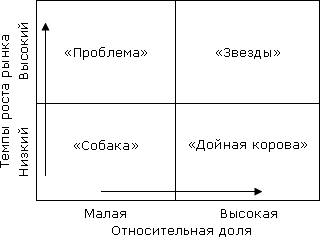 Темпы роста рынка
Высокий
Низкий
«Проблема»
«Звезды»
«Собака»
«Дойная корова»
Малая
Высокая
Относительная доля